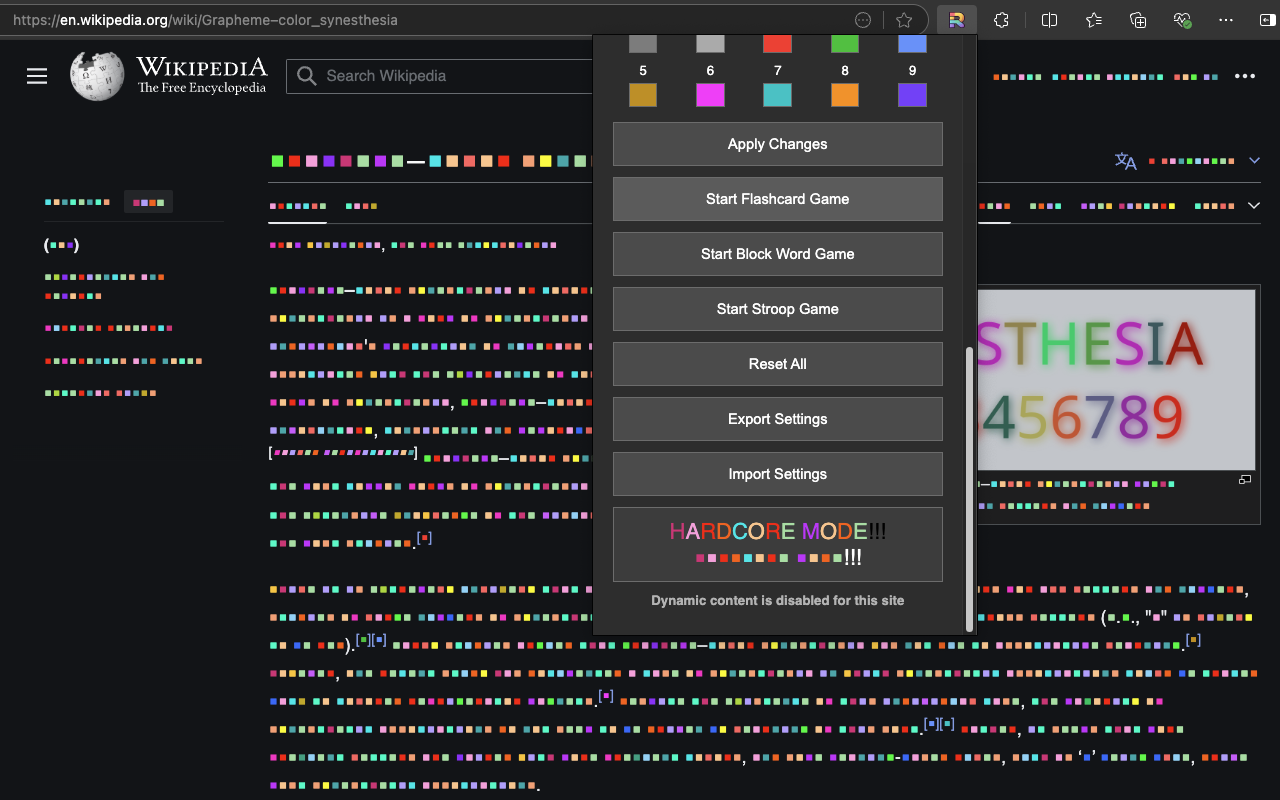 https://en.wikipedia.org/wiki/Grapheme–color_synesthesia
WIKIPEDIA
The Free Encyclopedia
Search Wikipedia
5 6 7 8 9
Apply Changes
Start Flashcard Game
Start Block Word Game
Start Stroop Game
Reset All
Export Settings
Import Settings
HARDCORE MODE!!!
!!!
Dynamic content is disabled for this site
STHESIA
456789